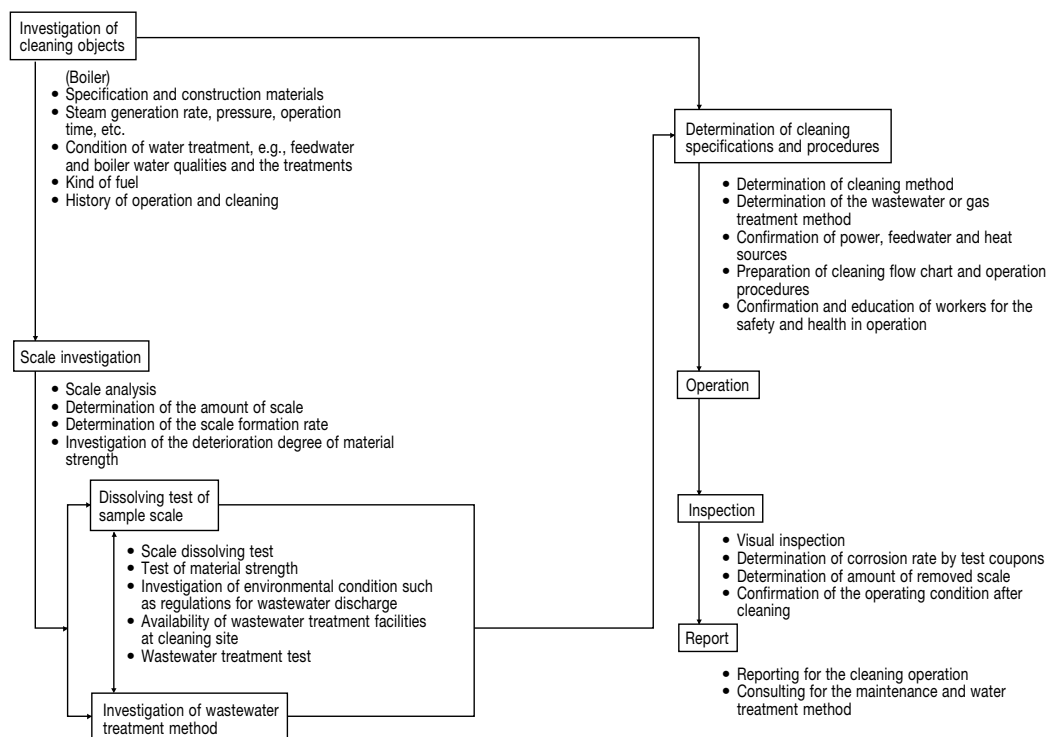 Investigation of
cleaning objects
(Boiler)
• Specification and construction materials
• Steam generation rate, pressure, operation
time, etc.
• Condition of water treatment, e.g., feedwater
and boiler water qualities and the treatments
• Kind of fuel
• History of operation and cleaning
Scale investigation
• Scale analysis
• Determination of the amount of scale
• Determination of the scale formation rate
• Investigation of the deterioration degree of material
strength
Dissolving test of
sample scale
• Scale dissolving test
• Test of material strength
• Investigation of environmental condition such
as regulations for wastewater discharge
• Availability of wastewater treatment facilities
at cleaning site
• Wastewater treatment test
Investigation of wastewater
treatment method
Determination of cleaning
specifications and procedures
• Determination of cleaning method
• Determination of the wastewater or gas
treatment method
• Confirmation of power, feedwater and heat
sources
• Preparation of cleaning flow chart and operation
procedures
• Confirmation and education of workers for the
safety and health in operation
Operation
Inspection
• Visual inspection
• Determination of corrosion rate by test coupons
• Determination of amount of removed scale
• Confirmation of the operating condition after
cleaning
Report
• Reporting for the cleaning operation
• Consulting for the maintenance and water
treatment method